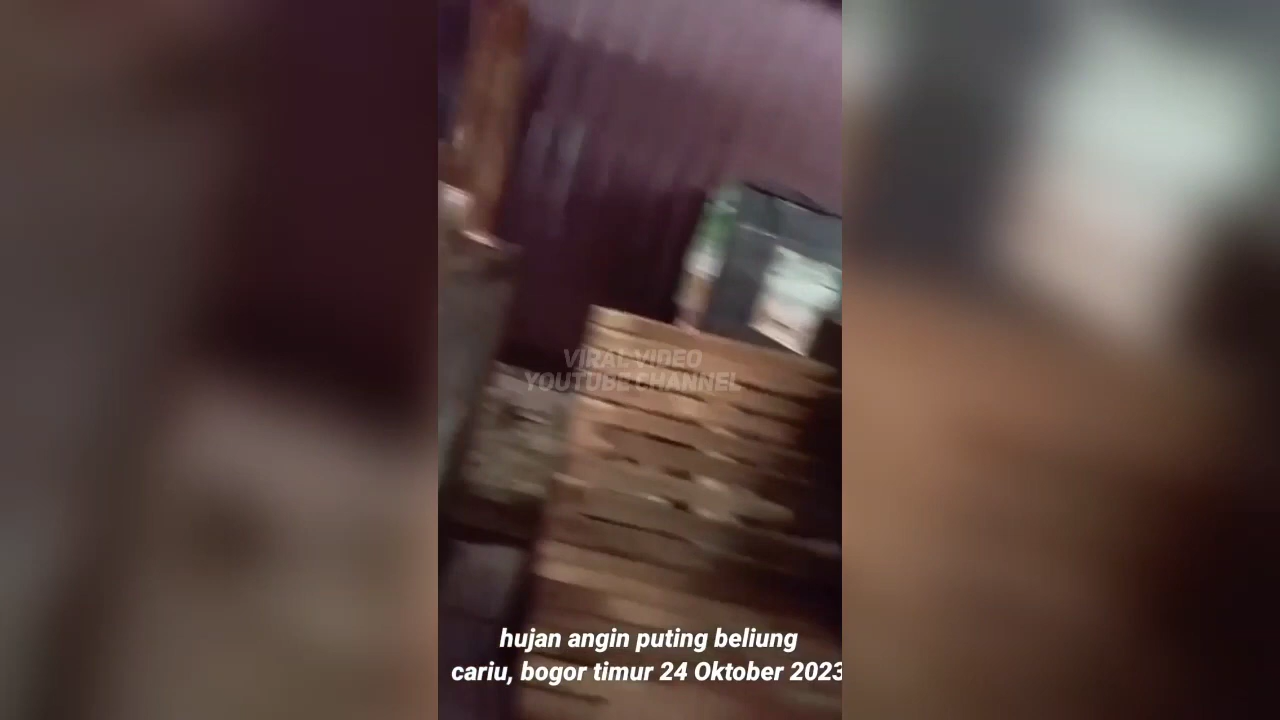 VIRAL VIDEO
YOUTUBE CHANNEL
hujan angin puting beliung
cariu, bogor timur 24 Oktober 2023